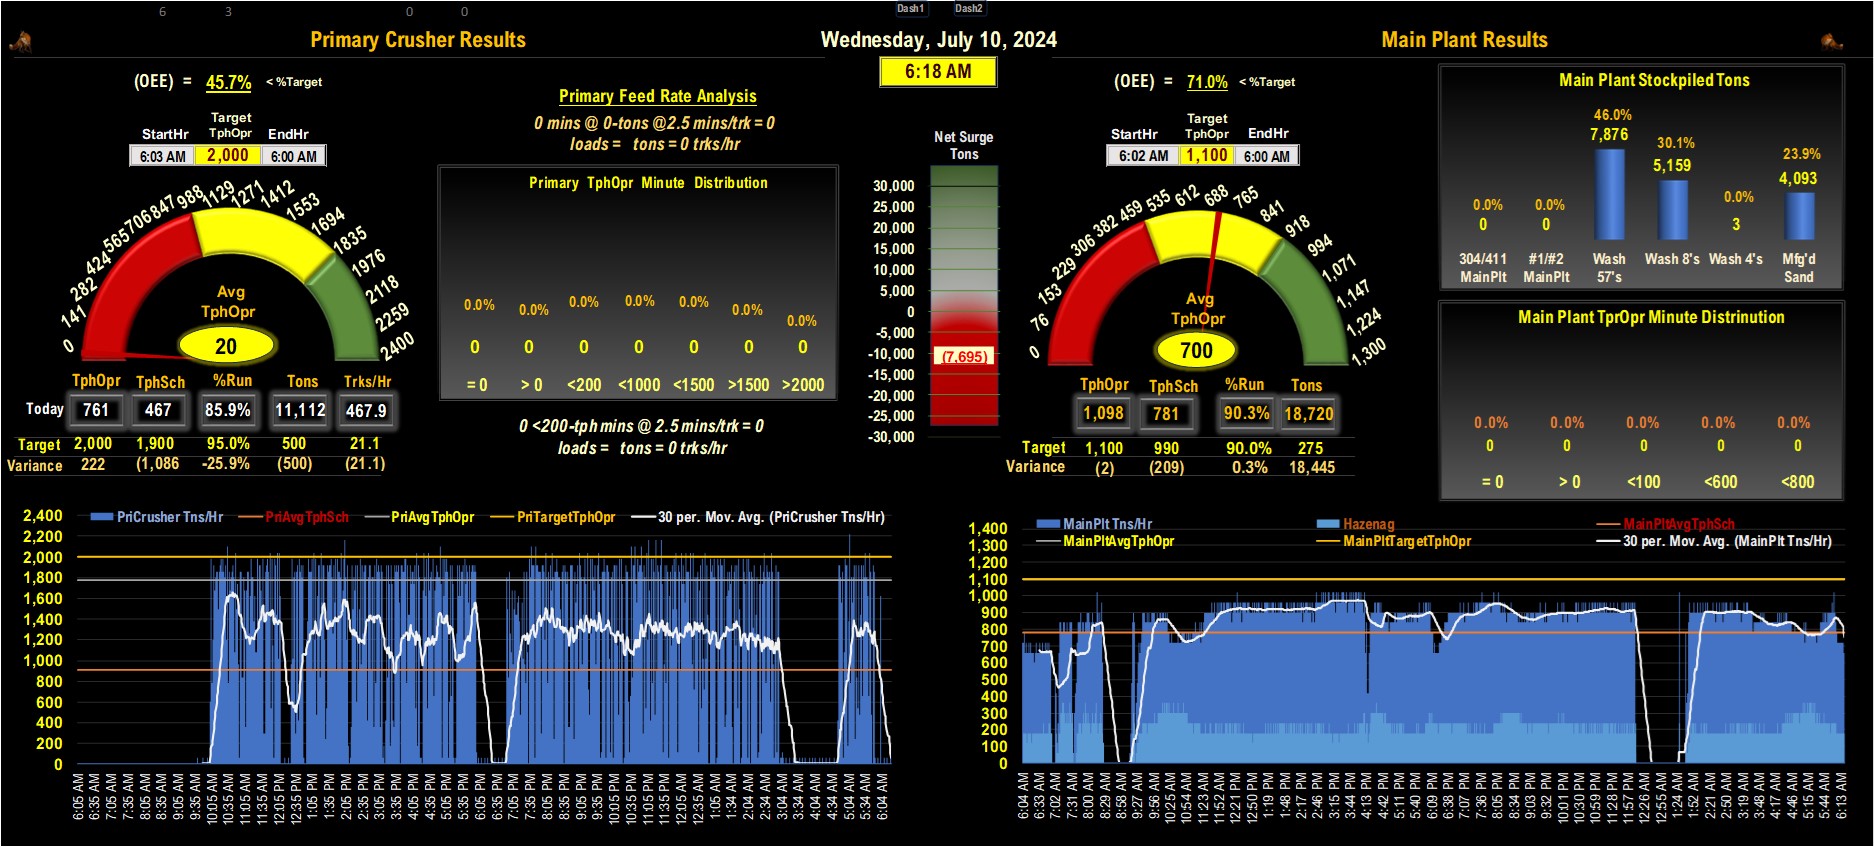 6 3 0 0 Dash1 Dash2
Primary Crusher Results
Wednesday, July 10, 2024
Main Plant Results
6:18 AM
(OEE) = 45.7% < %Target
Target
StartHr TphOpr EndHr
6:03 AM 2,000 6:00 AM
0 141 282 424 565 706 847 988 1129 1271 1412 1553 1694 1835 1976 2118 2259 2400
Avg
TphOpr
20
TphOpr TphSch %Run Tons Trks/Hr
Today 761 467 85.9% 11,112 467.9
Target 2,000 1,900 95.0% 500 21.1
Variance 222 (1,086 -25.9% (500) (21.1)
Primary Feed Rate Analysis
0 mins @ 0-tons @2.5 mins/trk = 0
loads = tons = 0 trks/hr
Primary TphOpr Minute Distribution
0.0% 0.0% 0.0% 0.0% 0.0% 0.0% 0.0%
0 0 0 0 0 0 0
= 0 > 0 <200 <1000 <1500 >1500 >2000
0 <200-tph mins @ 2.5 mins/trk = 0
loads = tons = 0 trks/hr
Net Surge
Tons
30,000
25,000
20,000
15,000
10,000
5,000
0
-5,000
-10,000
-15,000
-20,000
-25,000
-30,000
(7,695)
(OEE) = 71.0% < %Target
Target
StartHr TphOpr EndHr
6:02 AM 1,100 6:00 AM
0 76 153 229 306 382 459 535 612 688 765 841 918 994 1,071 1,147 1,224 1,300
Avg
TphOpr
700
TphOpr TphSch %Run Tons
1,098 781 90.3% 18,720
Target 1,100 990 90.0% 275
Variance (2) (209) 0.3% 18,445
Main Plant Stockpiled Tons
0.0% 0.0% 46.0% 30.1% 0.0% 23.9%
0 0 7,876 5,159 3 4,093
304/411 #1/#2 Wash Wash 8's Wash 4's Mfg'd
MainPlt MainPlt 57's Sand
Main Plant TprOpr Minute Distrinution
0.0% 0.0% 0.0% 0.0% 0.0%
0 0 0 0 0
= 0 > 0 <100 <600 <800
PriCrusher Tns/Hr PriAvgTphSch PriAvgTphOpr PriTargetTphOpr 30 per. Mov. Avg. (PriCrusher Tns/Hr)
2,400
2,200
2,000
1,800
1,600
1,400
1,200
1,000
800
600
400
200
0
6:05 AM 6:35 AM 7:05 AM 7:35 AM 8:05 AM 8:35 AM 9:05 AM 9:35 AM 10:05 AM 10:35 AM 11:05 AM 11:35 AM 12:05 PM 12:35 PM 1:05 PM 1:35 PM 2:05 PM 2:35 PM 3:05 PM 3:35 PM 4:05 PM 4:35 PM 5:05 PM 5:35 PM 6:05 PM 6:35 PM 7:05 PM 7:35 PM 8:05 PM 8:35 PM 9:05 PM 9:35 PM 10:05 PM 10:35 PM 11:05 PM 11:35 PM 12:05 AM 12:35 AM 1:05 AM 1:34 AM 2:04 AM 2:34 AM 3:04 AM 3:34 AM 4:04 AM 4:34 AM 5:04 AM 5:34 AM 6:04 AM
MainPlt Tns/Hr Hazenag MainPltAvgTphSch
MainPltAvgTphOpr MainPltTargetTphOpr 30 per. Mov. Avg. (MainPlt Tns/Hr)
1,400
1,300
1,200
1,100
1,000
900
800
700
600
500
400
300
200
100
0
6:04 AM 6:33 AM 7:02 AM 7:31 AM 8:00 AM 8:29 AM 8:58 AM 9:27 AM 9:56 AM 10:25 AM 10:54 AM 11:23 AM 11:52 AM 12:21 PM 12:50 PM 1:19 PM 1:48 PM 2:17 PM 2:46 PM 3:15 PM 3:44 PM 4:13 PM 4:42 PM 5:11 PM 5:40 PM 6:09 PM 6:38 PM 7:07 PM 7:36 PM 8:05 PM 8:34 PM 9:03 PM 9:32 PM 10:01 PM 10:30 PM 10:59 PM 11:28 PM 11:57 PM 12:26 AM 12:55 AM 1:24 AM 1:52 AM 2:21 AM 2:50 AM 3:19 AM 3:48 AM 4:17 AM 4:46 AM 5:15 AM 5:44 AM 6:13 AM